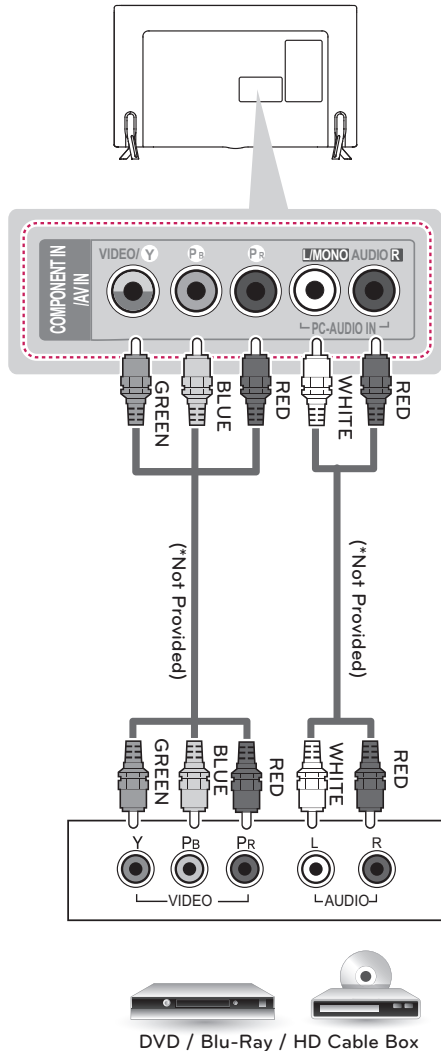 COMPONENT IN
/AV IN
VIDEO/Y PB PR L/MONO AUDIO R
PC-AUDIO IN
GREEN BLUE RED WHITE RED
(*Not Provided) (*Not Provided)
GREEN BLUE RED WHITE RED
Y PB PR L R
VIDEO AUDIO
DVD / Blu-Ray / HD Cable Box